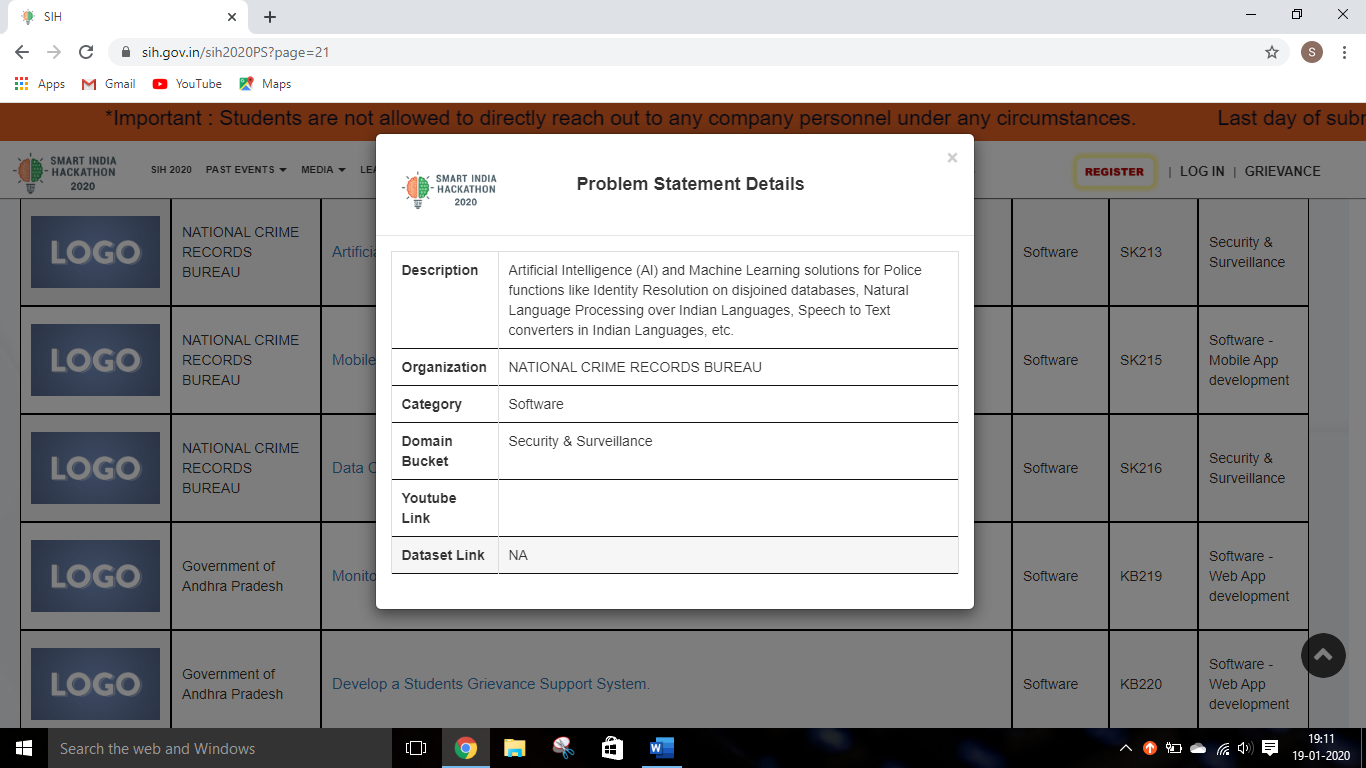 SIH
sih.gov.in/sih2020PS?page=21
S
Apps Gmail YouTube Maps
*Important : Students are not allowed to directly reach out to any company personnel under any circumstances. Last day of subm
SMART INDIA
HACKATHON
2020
SIH 2020 PAST EVENTS MEDIA LEA
REGISTER | LOG IN | GRIEVANCE
SMART INDIA
HACKATHON
2020
Problem Statement Details
×
Description
Artificial Intelligence (AI) and Machine Learning solutions for Police
functions like Identity Resolution on disjoined databases, Natural
Language Processing over Indian Languages, Speech to Text
converters in Indian Languages, etc.
Organization NATIONAL CRIME RECORDS BUREAU
Category Software
Domain
Bucket
Security & Surveillance
Youtube
Link
Dataset Link NA
LOGO
NATIONAL CRIME
RECORDS
BUREAU
Artificia
Software
SK213
Security &
Surveillance
LOGO
NATIONAL CRIME
RECORDS
BUREAU
Mobile
Software
SK215
Software -
Mobile App
development
LOGO
NATIONAL CRIME
RECORDS
BUREAU
Data C
Software
SK216
Security &
Surveillance
LOGO
Government of
Andhra Pradesh
Monito
Software
KB219
Software -
Web App
development
LOGO
Government of
Andhra Pradesh
Develop a Students Grievance Support System.
Software
KB220
Software -
Web App
development
Search the web and Windows
19:11
19-01-2020